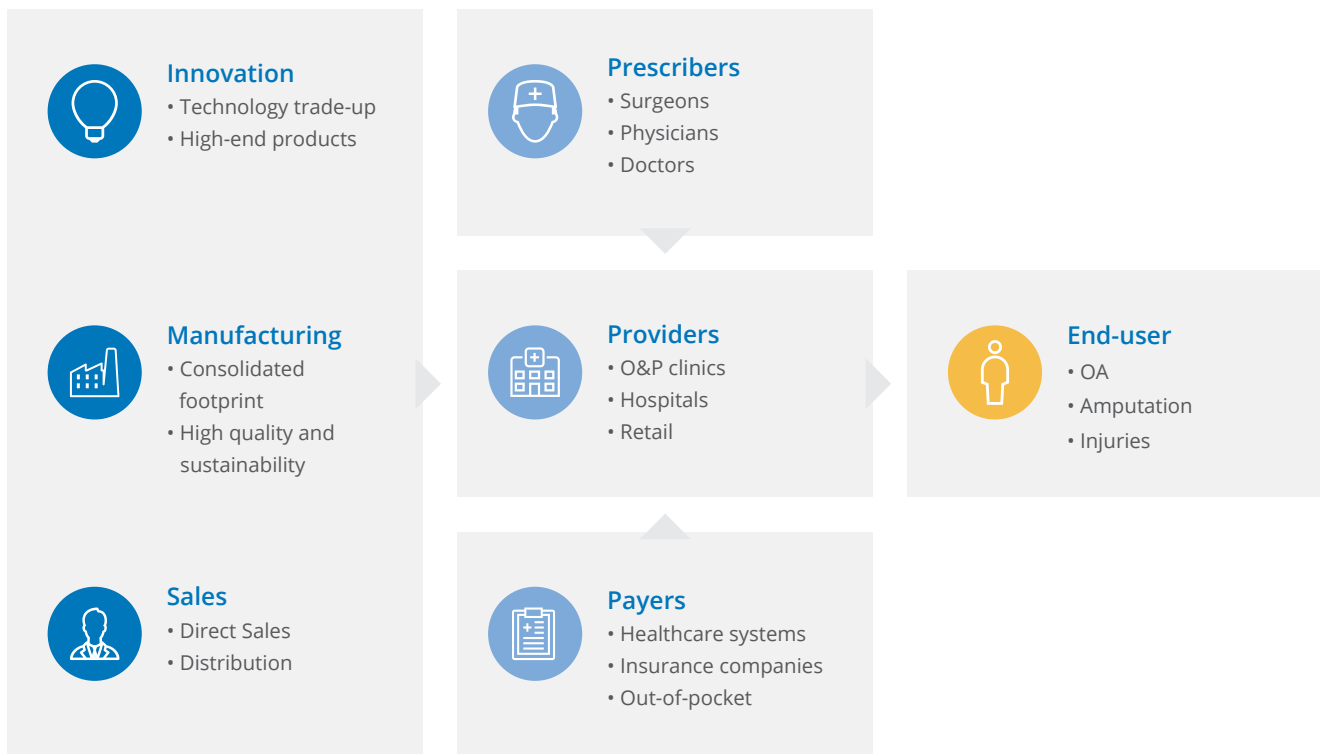 Innovation
• Technology trade-up
• High-end products
Manufacturing
• Consolidated
footprint
• High quality and
sustainability
Sales
• Direct Sales
• Distribution
Prescribers
• Surgeons
• Physicians
• Doctors
Providers
• O&P clinics
• Hospitals
• Retail
Payers
• Healthcare systems
• Insurance companies
• Out-of-pocket
End-user
• OA
• Amputation
• Injuries